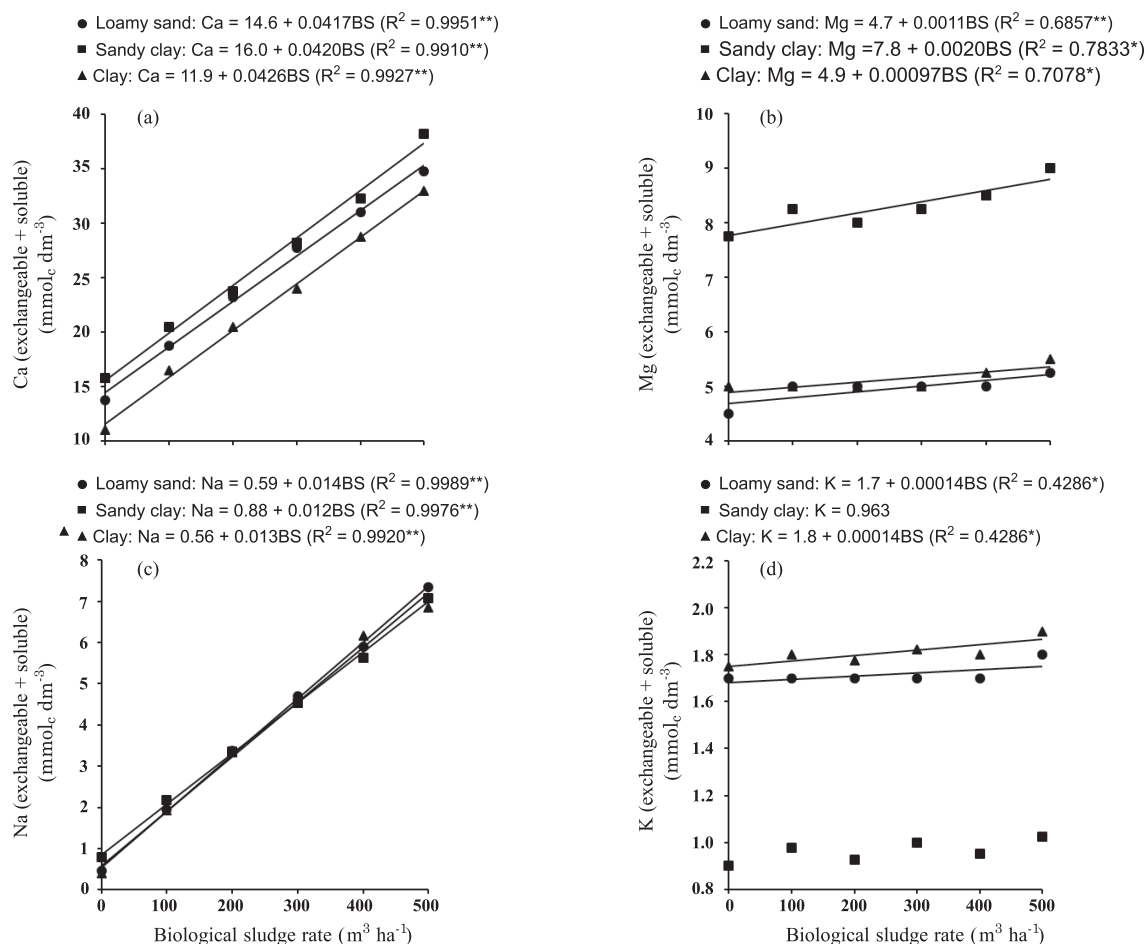 ● Loamy sand: Ca = 14.6 + 0.0417BS (R² = 0.9951**)
■ Sandy clay: Ca = 16.0 + 0.0420BS (R² = 0.9910**)
▲ Clay: Ca = 11.9 + 0.0426BS (R² = 0.9927**)
(a)
40
35
30
25
20
15
10
Ca (exchangeable + soluble)
(mmol_c dm⁻³)
● Loamy sand: Mg = 4.7 + 0.0011BS (R² = 0.6857**)
■ Sandy clay: Mg =7.8 + 0.0020BS (R² = 0.7833*)
▲ Clay: Mg = 4.9 + 0.00097BS (R² = 0.7078*)
(b)
10
9
8
7
6
5
4
Mg (exchangeable + soluble)
(mmol_c dm⁻³)
● Loamy sand: Na = 0.59 + 0.014BS (R² = 0.9989**)
■ Sandy clay: Na = 0.88 + 0.012BS (R² = 0.9976**)
▲ ▲ Clay: Na = 0.56 + 0.013BS (R² = 0.9920**)
(c)
8
7
6
5
4
3
2
1
0
Na (exchangeable + soluble)
(mmol_c dm⁻³)
0 100 200 300 400 500
Biological sludge rate (m³ ha⁻¹)
● Loamy sand: K = 1.7 + 0.00014BS (R² = 0.4286*)
■ Sandy clay: K = 0.963
▲ Clay: K = 1.8 + 0.00014BS (R² = 0.4286*)
(d)
2.2
2.0
1.8
1.6
1.4
1.2
1.0
0.8
K (exchangeable + soluble)
(mmol_c dm⁻³)
0 100 200 300 400 500
Biological sludge rate (m³ ha⁻¹)